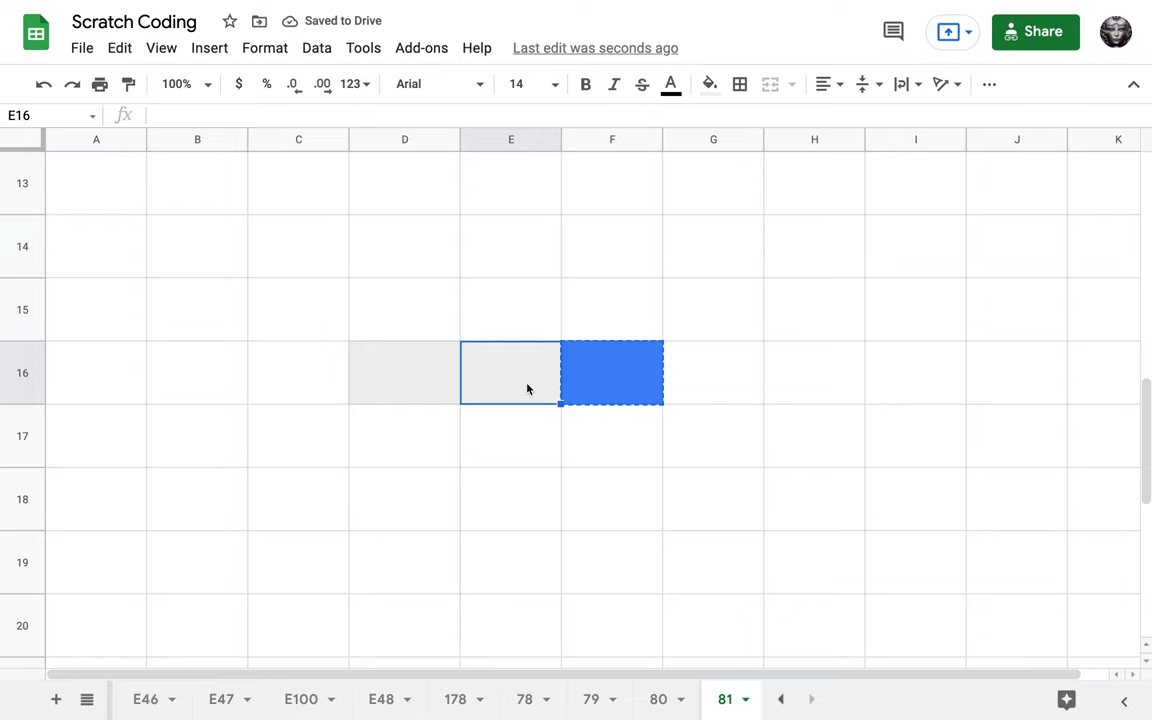 Scratch Coding
Saved to Drive
File Edit View Insert Format Data Tools Add-ons Help Last edit was seconds ago
Share
100% $ % .0 .00 123 Arial 14 B I S A
E16 fx
A B C D E F G H I J K
13
14
15
16
17
18
19
20
+ E46 E47 E100 E48 178 78 79 80 81